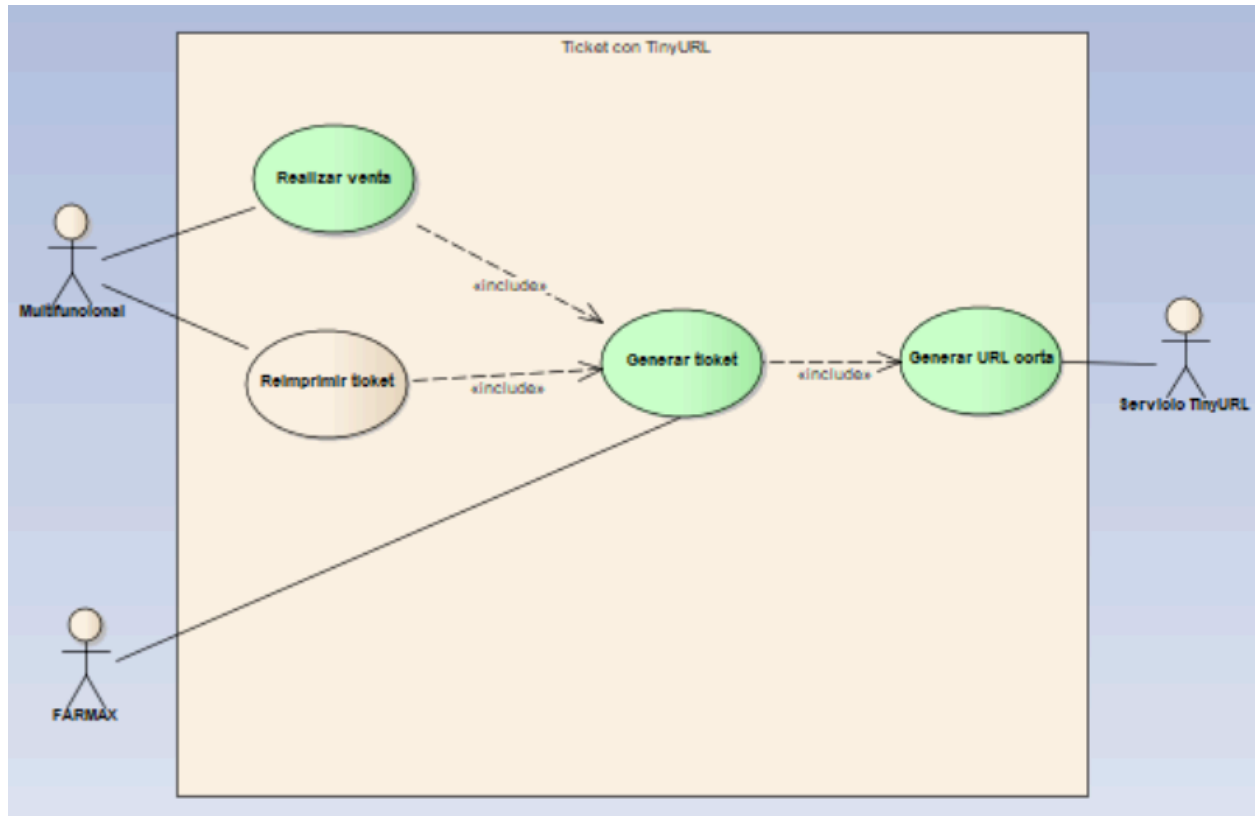 Ticket con TinyURL
Realizar venta
Multifuncional
«include»
Generar ticket
Generar URL corta
Reimprimir ticket
«include»
«include»
Servicio TinyURL
FARMAX